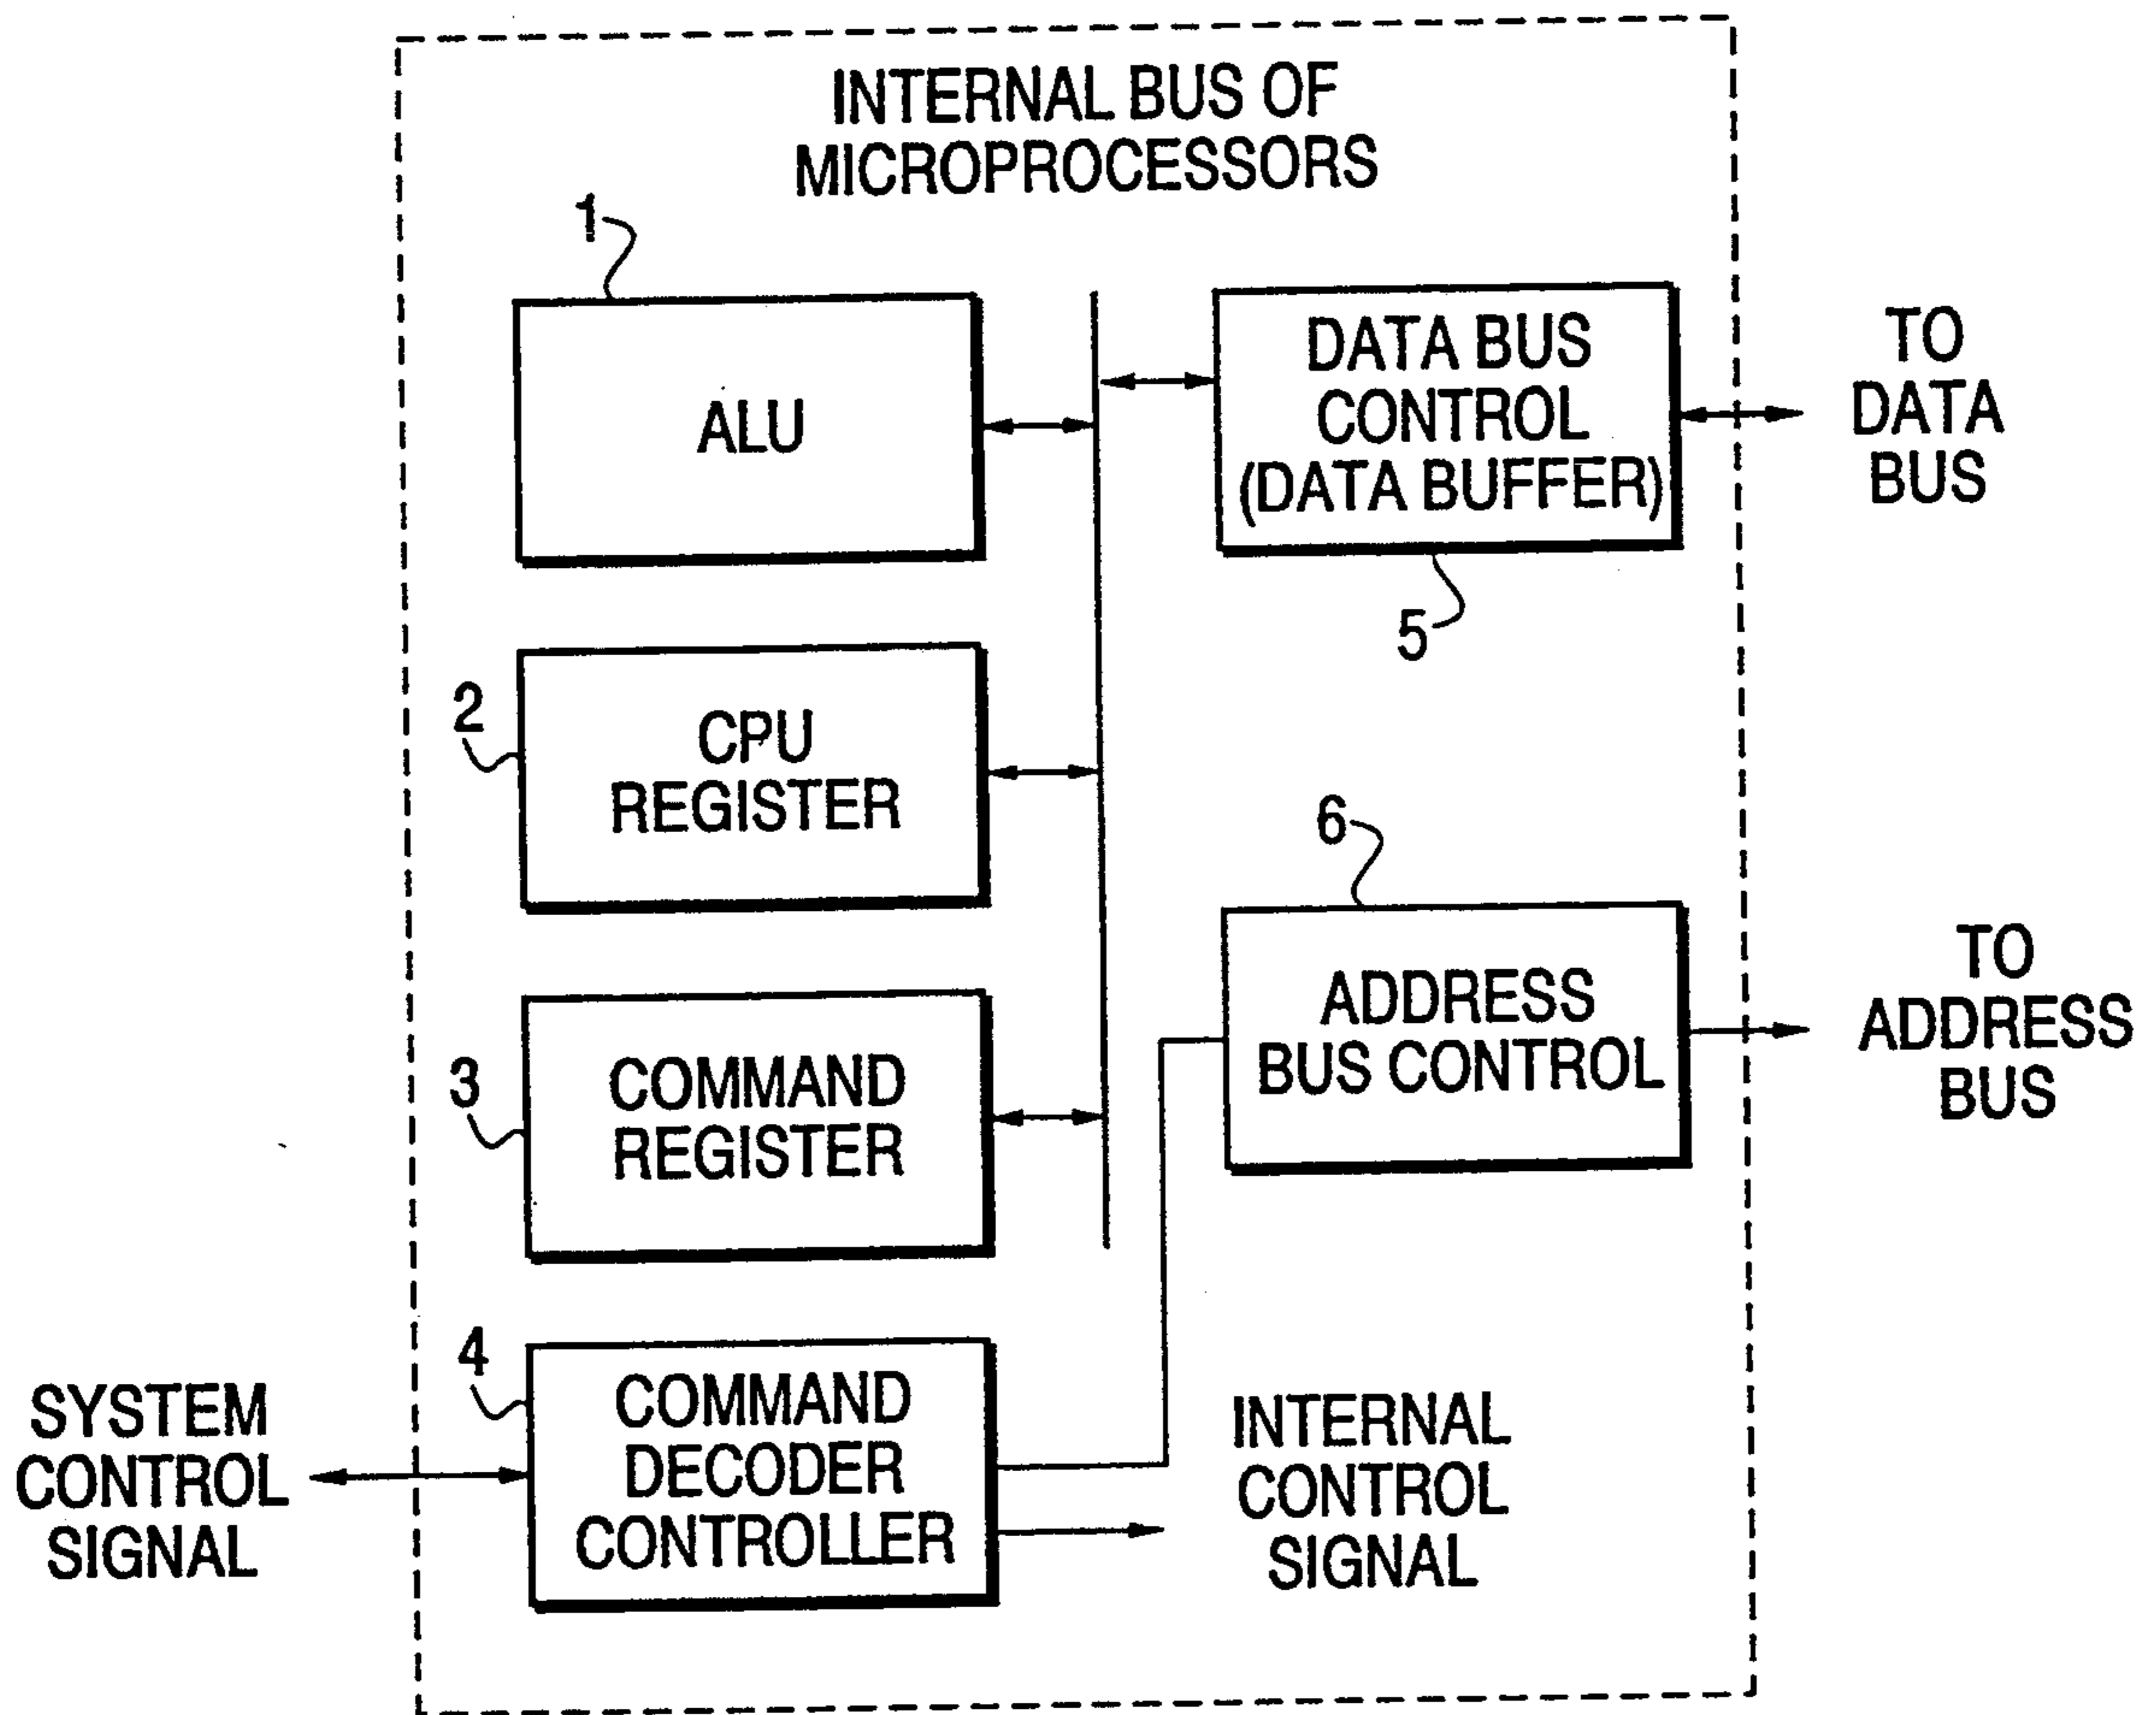 INTERNAL BUS OF
MICROPROCESSORS
1
ALU
DATA BUS
CONTROL
(DATA BUFFER)
5
TO
DATA
BUS
2
CPU
REGISTER
6
ADDRESS
BUS CONTROL
TO
ADDRESS
BUS
3
COMMAND
REGISTER
4
COMMAND
DECODER
CONTROLLER
SYSTEM
CONTROL
SIGNAL
INTERNAL
CONTROL
SIGNAL